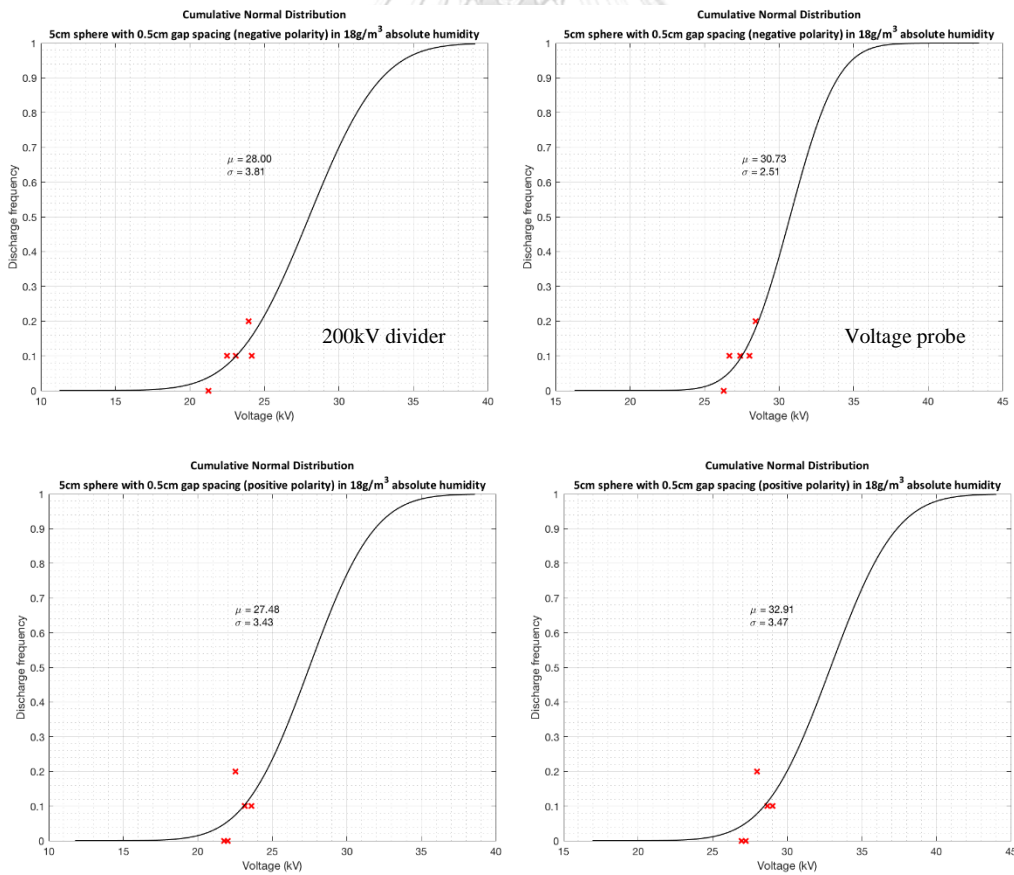 Cumulative Normal Distribution
5cm sphere with 0.5cm gap spacing (negative polarity) in 18g/m³ absolute humidity
1
0.9
0.8
0.7
0.6
0.5
0.4
0.3
0.2
0.1
0
Discharge frequency
μ = 28.00
σ = 3.81
200kV divider
10 15 20 25 30 35 40
Voltage (kV)
Cumulative Normal Distribution
5cm sphere with 0.5cm gap spacing (negative polarity) in 18g/m³ absolute humidity
1
0.9
0.8
0.7
0.6
0.5
0.4
0.3
0.2
0.1
0
Discharge frequency
μ = 30.73
σ = 2.51
Voltage probe
15 20 25 30 35 40 45
Voltage (kV)
Cumulative Normal Distribution
5cm sphere with 0.5cm gap spacing (positive polarity) in 18g/m³ absolute humidity
1
0.9
0.8
0.7
0.6
0.5
0.4
0.3
0.2
0.1
0
Discharge frequency
μ = 27.48
σ = 3.43
10 15 20 25 30 35 40
Voltage (kV)
Cumulative Normal Distribution
5cm sphere with 0.5cm gap spacing (positive polarity) in 18g/m³ absolute humidity
1
0.9
0.8
0.7
0.6
0.5
0.4
0.3
0.2
0.1
0
Discharge frequency
μ = 32.91
σ = 3.47
15 20 25 30 35 40 45
Voltage (kV)